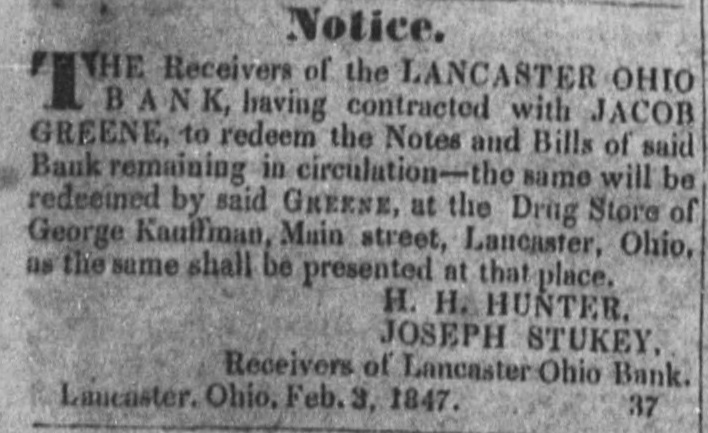 Notice.
THE Receivers of the LANCASTER OHIO
BANK, having contracted with JACOB
GREENE, to redeem the Notes and Bills of said
Bank remaining in circulation—the same will be
redeemed by said GREENE, at the Drug Store of
George Kauffman, Main street, Lancaster, Ohio,
as the same shall be presented at that place.
H. H. HUNTER,
JOSEPH STUKEY,
Receivers of Lancaster Ohio Bank.
Lancaster, Ohio, Feb. 3, 1847. 37